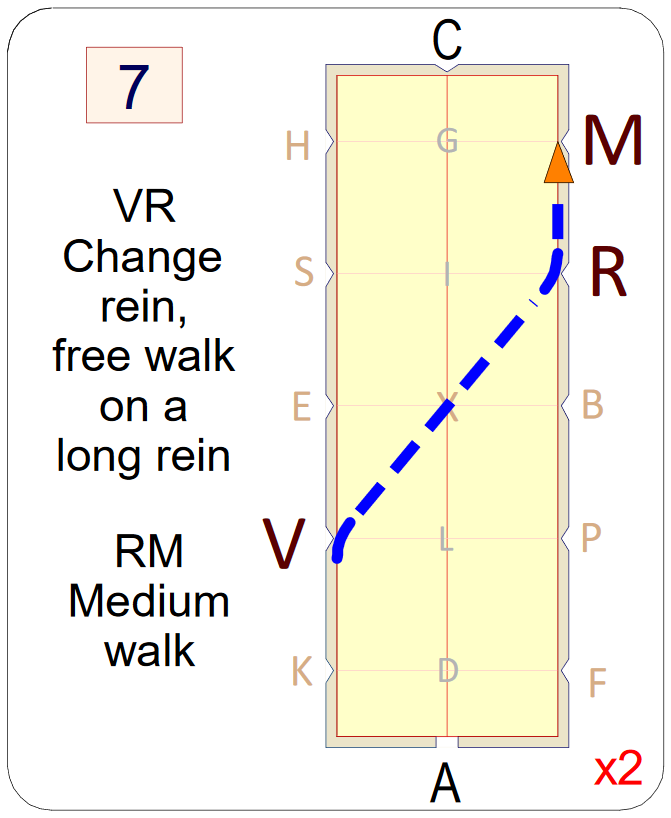 7
VR
Change
rein,
free walk
on a
long rein
RM
Medium
walk
C
H G M
S I R
E X B
V L P
K D F
A
x2